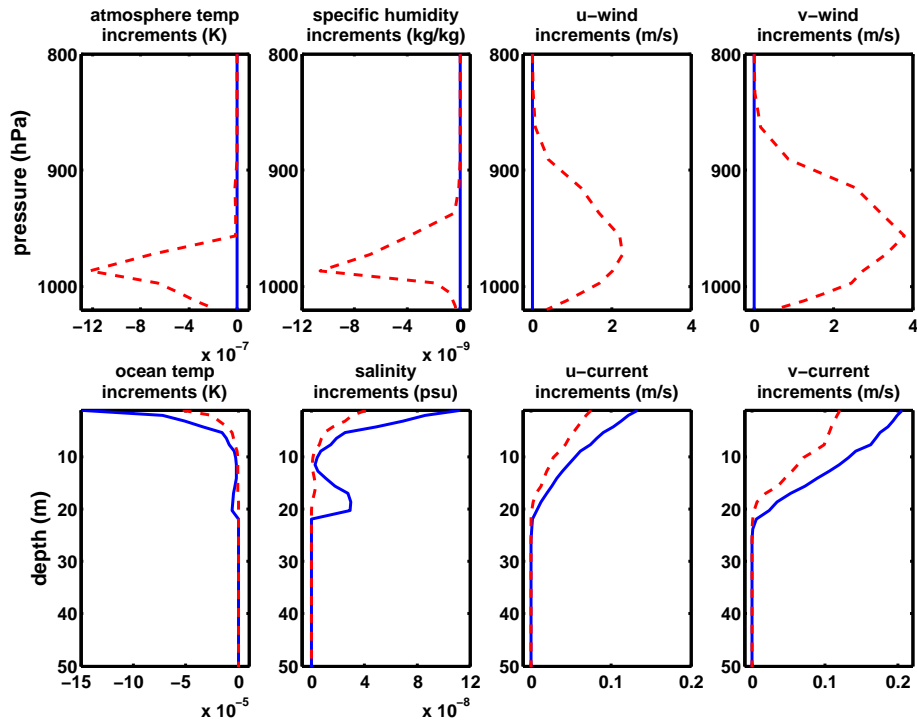 atmosphere temp increments (K)
specific humidity increments (kg/kg)
u−wind increments (m/s)
v−wind increments (m/s)
pressure (hPa)
800
900
1000
−12 −8 −4 0
x 10−7
800
900
1000
−12 −8 −4 0
x 10−9
800
900
1000
0 2 4
800
900
1000
0 2 4
ocean temp increments (K)
salinity increments (psu)
u−current increments (m/s)
v−current increments (m/s)
depth (m)
10
20
30
40
50
−15 −10 −5 0
x 10−5
10
20
30
40
50
0 4 8 12
x 10−8
10
20
30
40
50
0 0.1 0.2
10
20
30
40
50
0 0.1 0.2